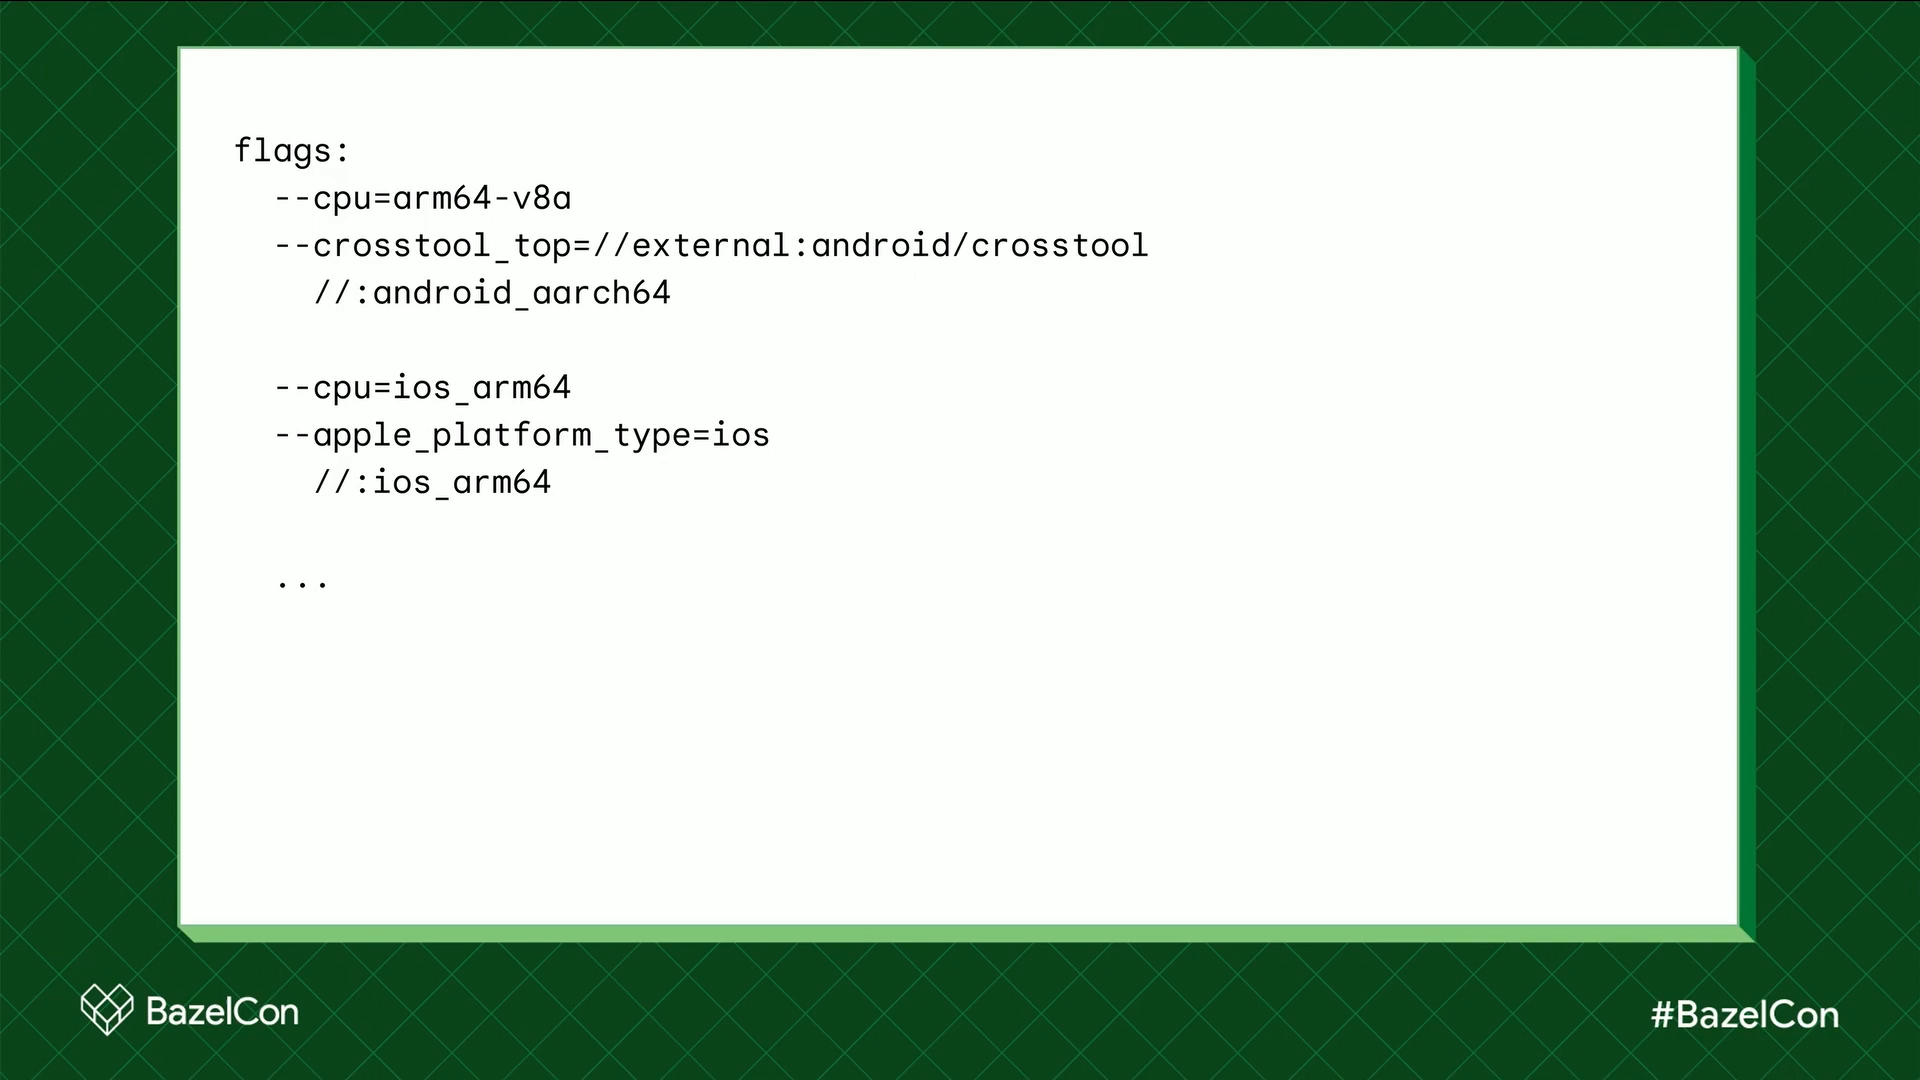 flags:
--cpu=arm64-v8a
--crosstool_top=//external:android/crosstool
//:android_aarch64
--cpu=ios_arm64
--apple_platform_type=ios
//:ios_arm64
...
BazelCon
#BazelCon